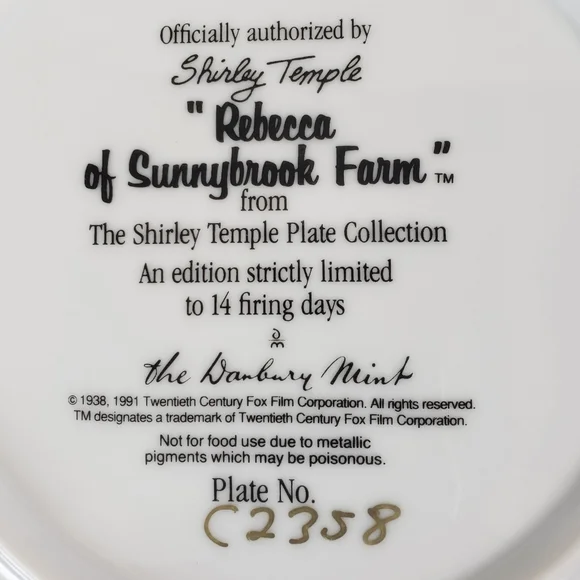 Officially authorized by
Shirley Temple
" Rebecca
of Sunnybrook Farm" ™
from
The Shirley Temple Plate Collection
An edition strictly limited
to 14 firing days
D
M
the Danbury Mint
© 1938, 1991 Twentieth Century Fox Film Corporation. All rights reserved.
TM designates a trademark of Twentieth Century Fox Film Corporation.
Not for food use due to metallic
pigments which may be poisonous.
Plate No.
C2358